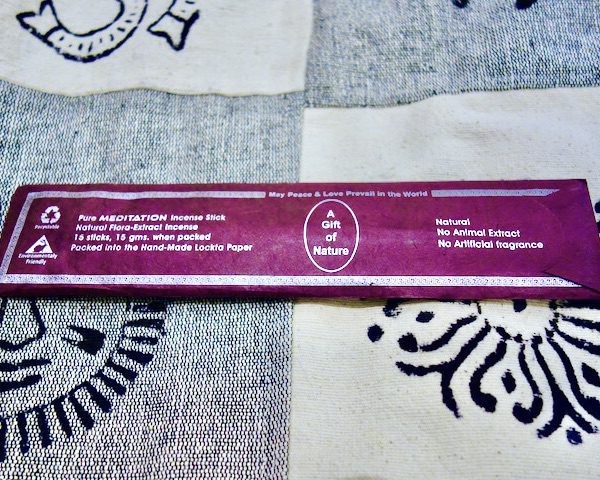 May Peace & Love Prevail in the World
Recyclable
Environmentally
Friendly
Pure MEDITATION Incense Stick
Natural Flora-Extract Incense
15 sticks, 15 gms. when packed
Packed into the Hand-Made Lockta Paper
A
Gift
of
Nature
Natural
No Animal Extract
No Artificial fragrance